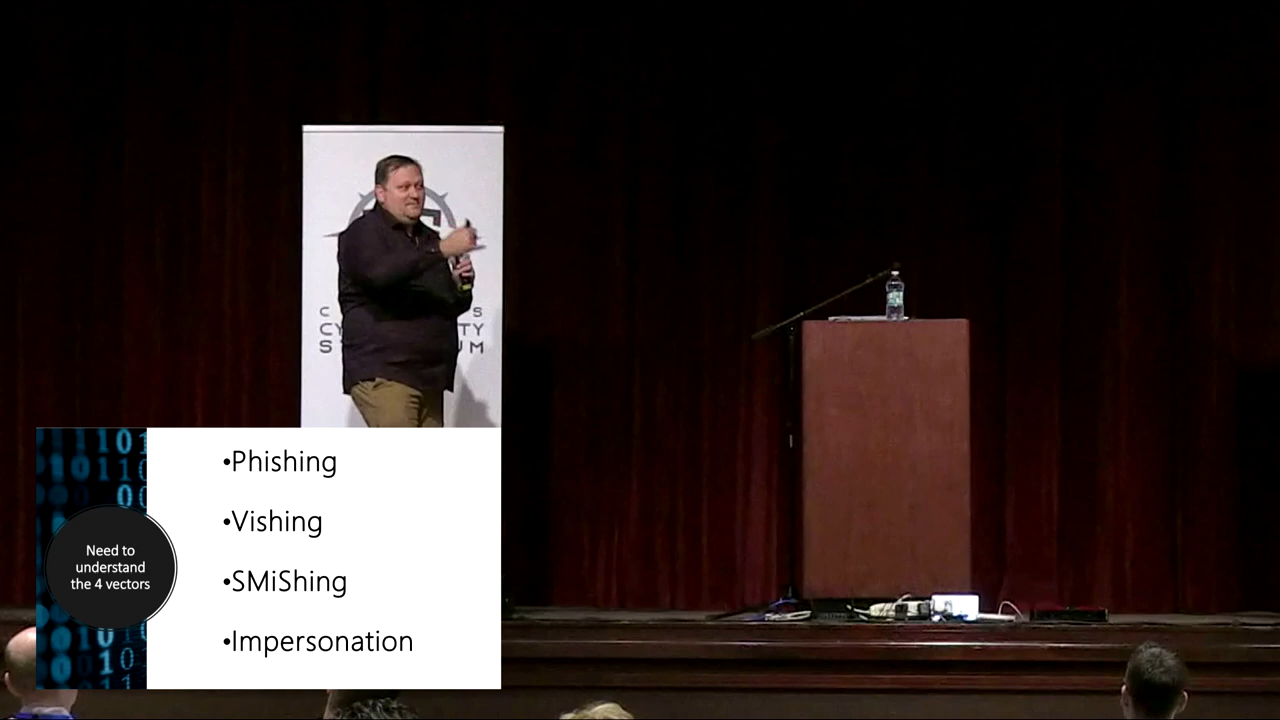 Need to
understand
the 4 vectors
•Phishing
•Vishing
•SMiShing
•Impersonation